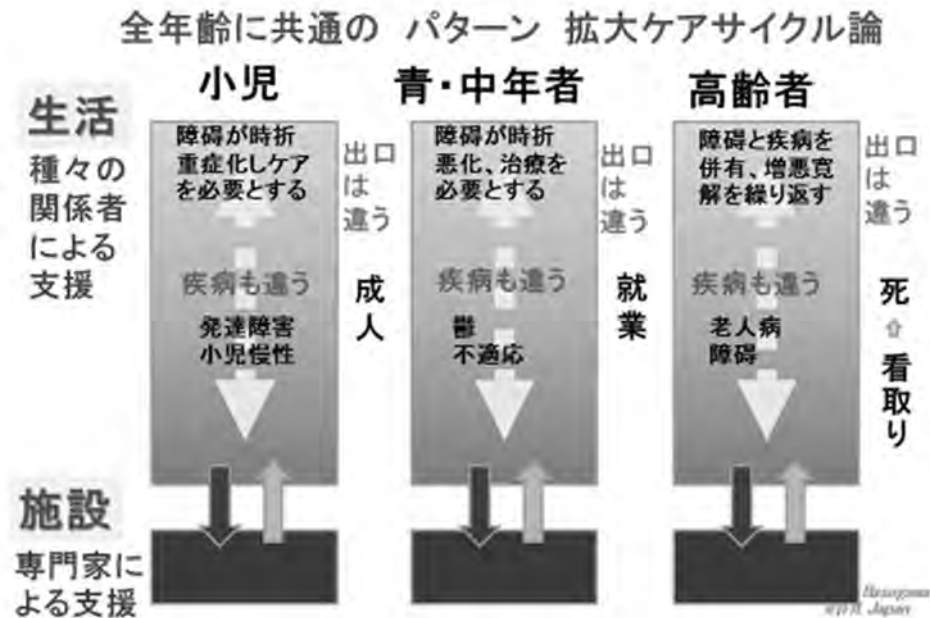 全年齢に共通の パターン 拡大ケアサイクル論
小児
青・中年者
高齢者
生活
種々の
関係者
による
支援
障碍が時折
重症化しケア
を必要とする
疾病も違う
発達障害
小児慢性
出口
は
違う
成人
障碍が時折
悪化、治療を
必要とする
疾病も違う
鬱
不適応
出口
は
違う
就業
障碍と疾病を
併有、増悪寛
解を繰り返す
疾病も違う
老人病
障碍
出口
は
違う
死
⇧
看取り
施設
専門家に
よる支援
Japan